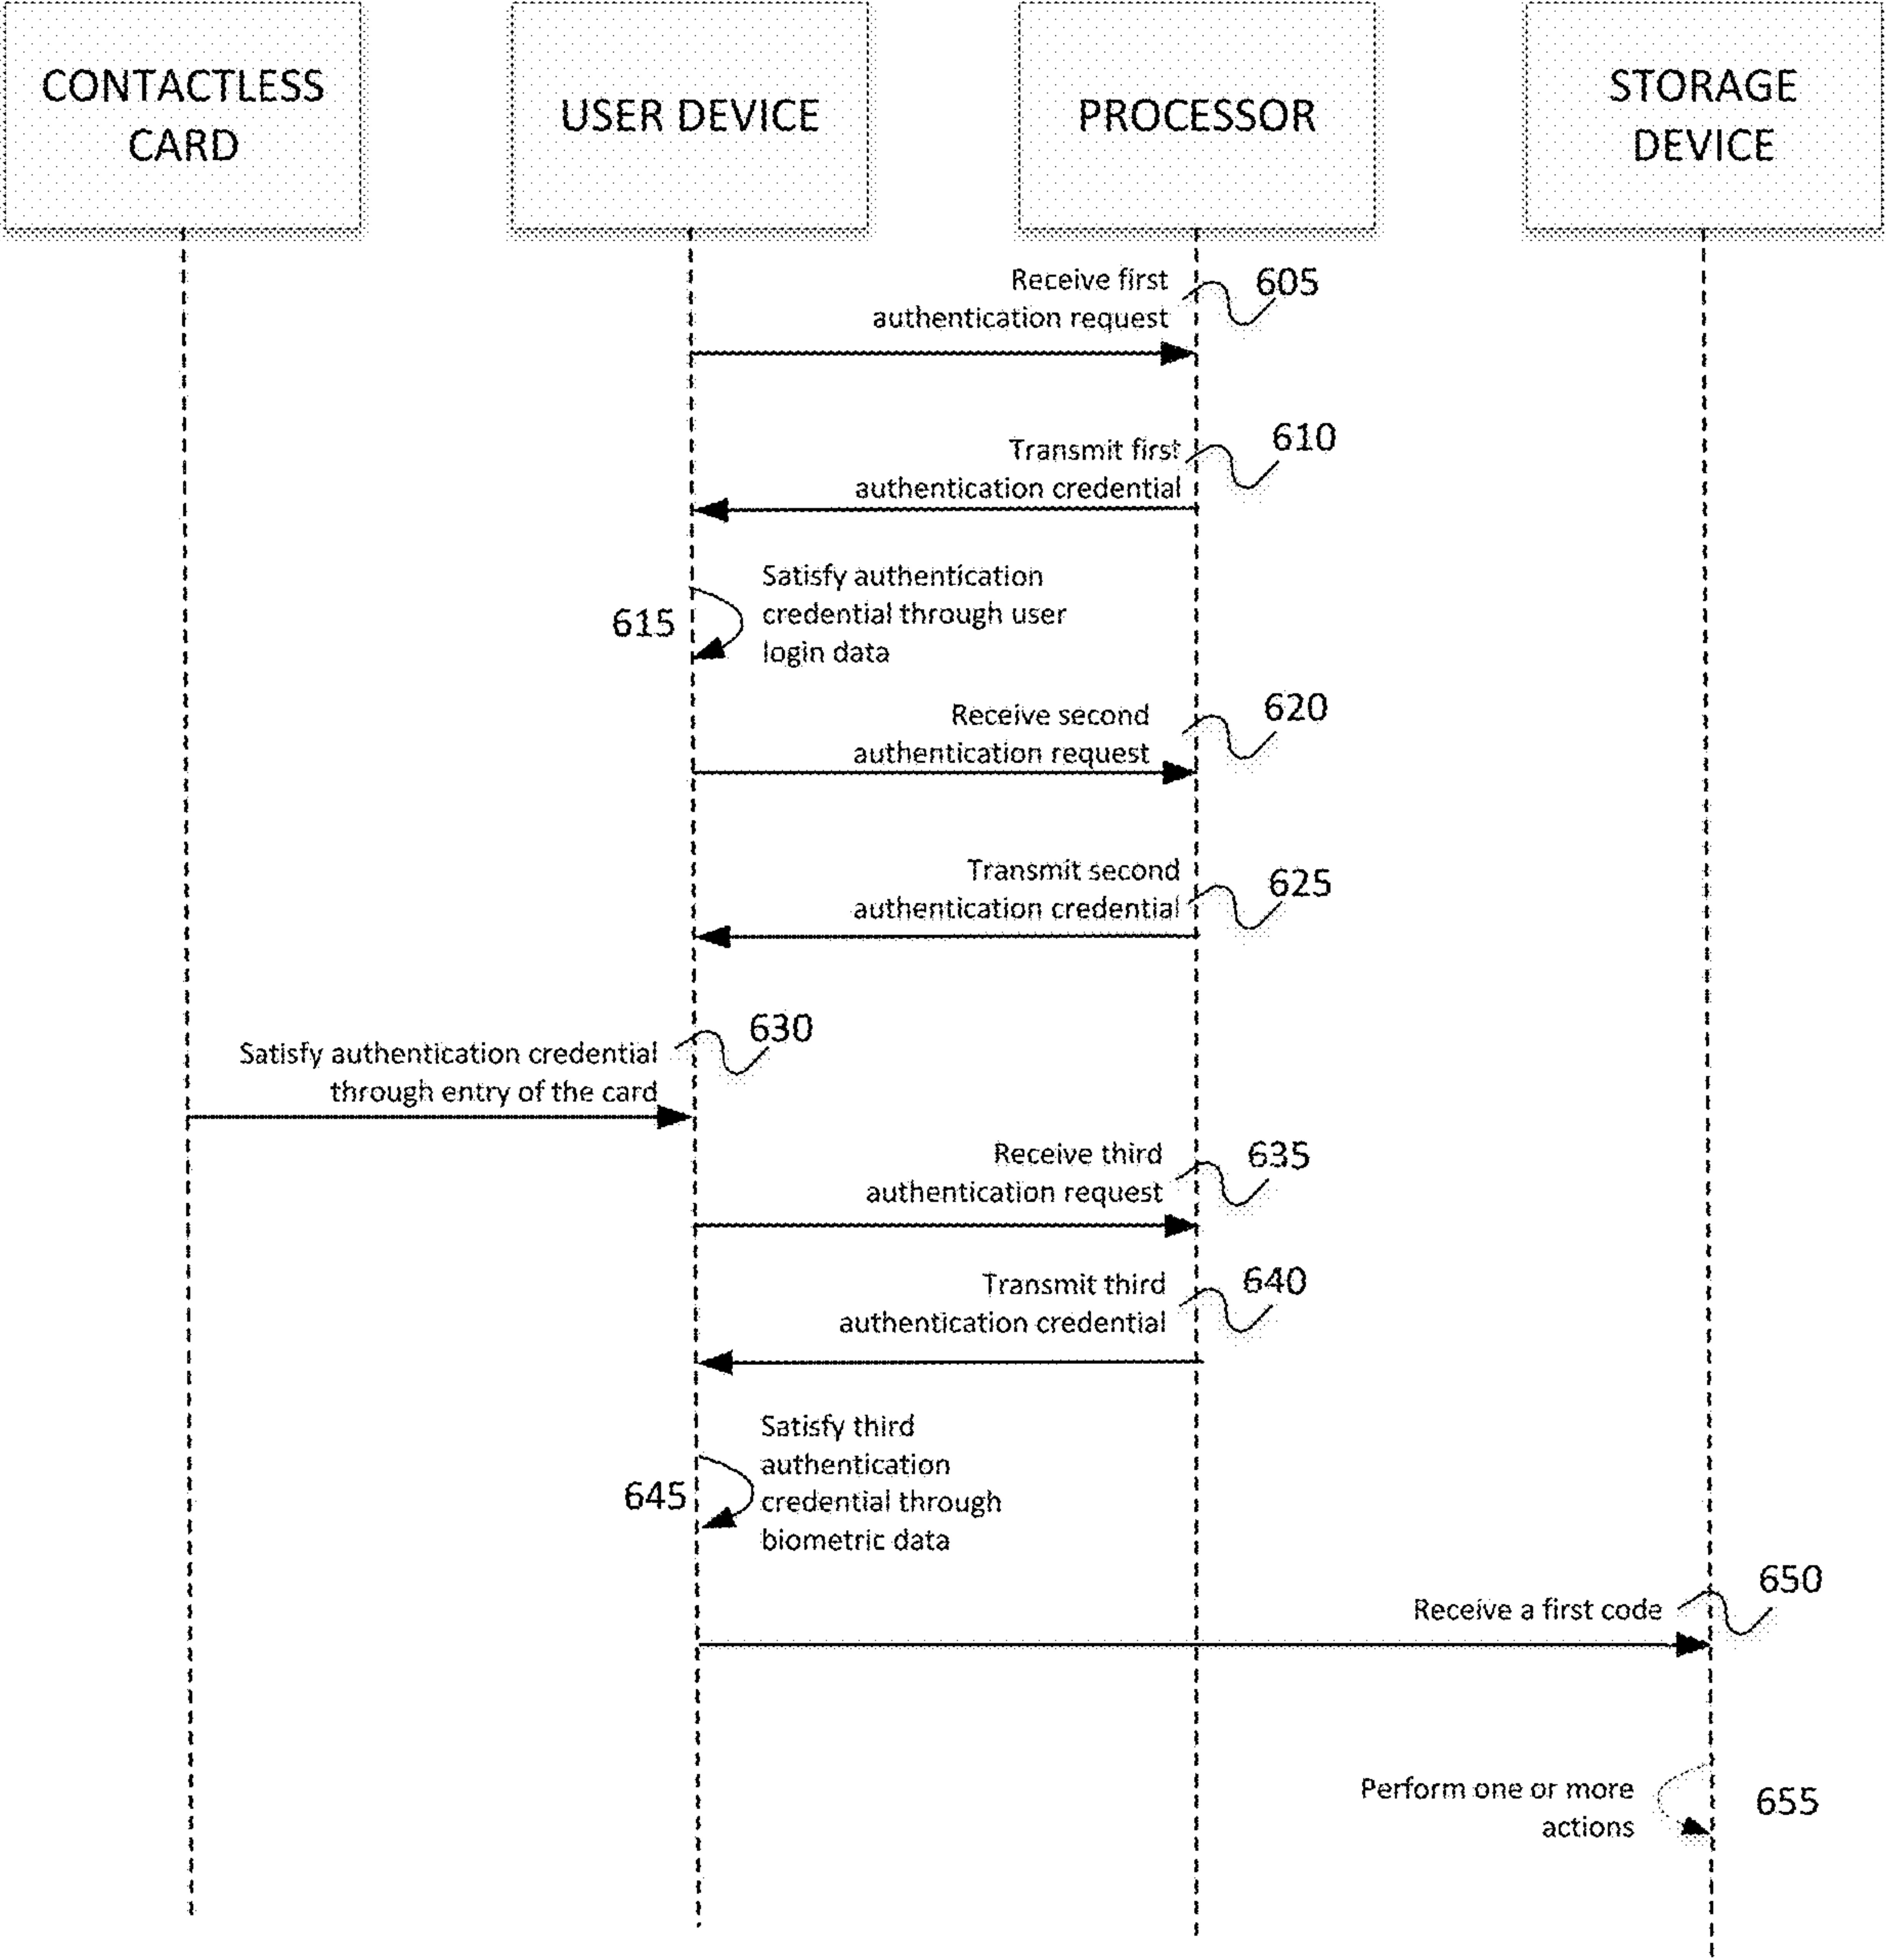 CONTACTLESS
CARD
USER DEVICE
PROCESSOR
STORAGE
DEVICE
Receive first
authentication request
605
Transmit first
authentication credential
610
615
Satisfy authentication
credential through user
login data
Receive second
authentication request
620
Transmit second
authentication credential
625
Satisfy authentication credential
through entry of the card
630
Receive third
authentication request
635
Transmit third
authentication credential
640
645
Satisfy third
authentication
credential through
biometric data
Receive a first code
650
Perform one or more
actions
655